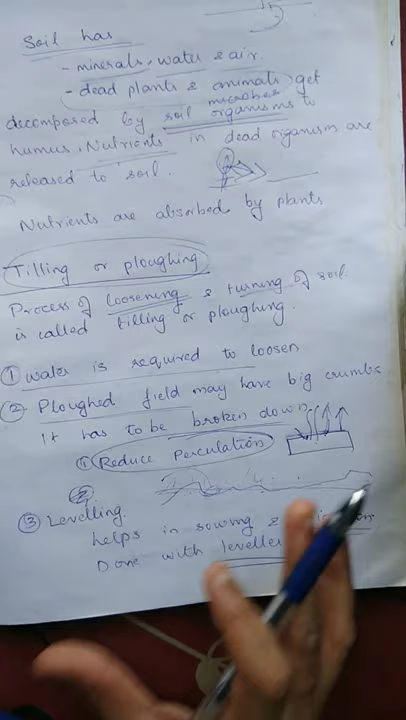 Soil has
- minerals, water & air.
- dead plants & animals get
decomposed by soil microbes organisms to
humus. Nutrients in dead organism are
released to soil.
Nutrients are absorbed by plants
Tilling or ploughing
Process of loosening & turning of soil
is called tilling or ploughing.
① water is required to loosen
② Ploughed field may have big crumbs
It has to be broken down
① Reduce Perculation
②
③ Levelling.
helps in sowing &
Done with leveller